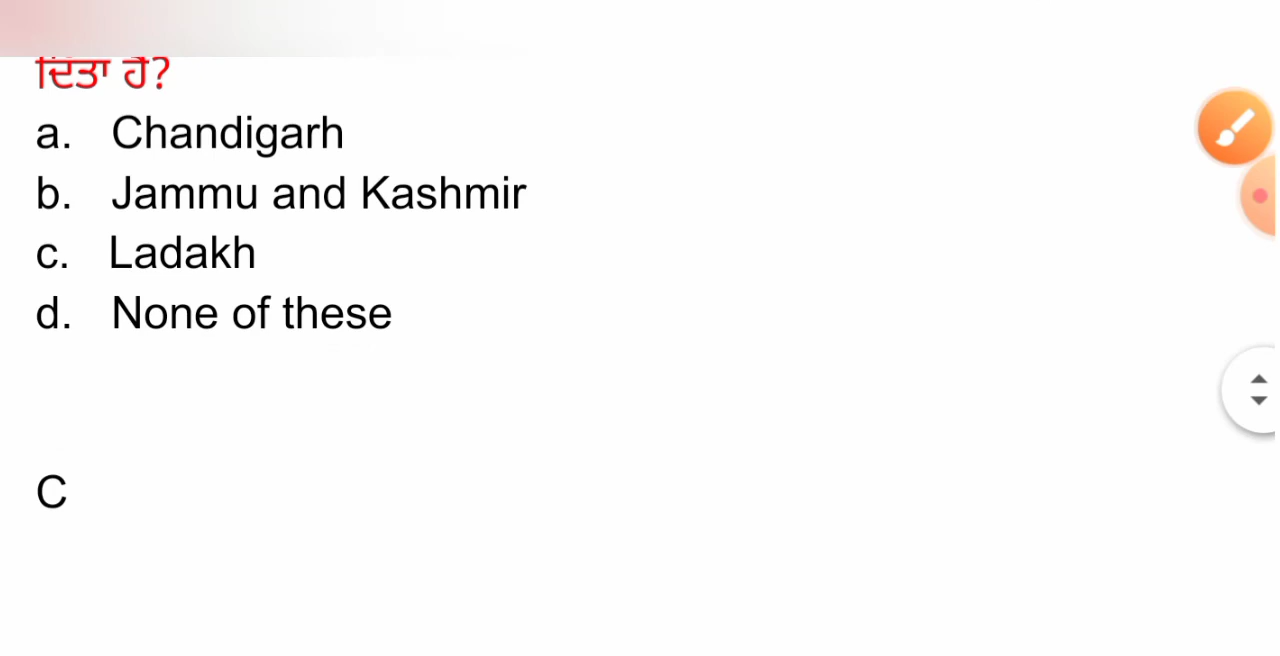 ਦਿੱਤਾ ਹੈ?
a. Chandigarh
b. Jammu and Kashmir
c. Ladakh
d. None of these
C